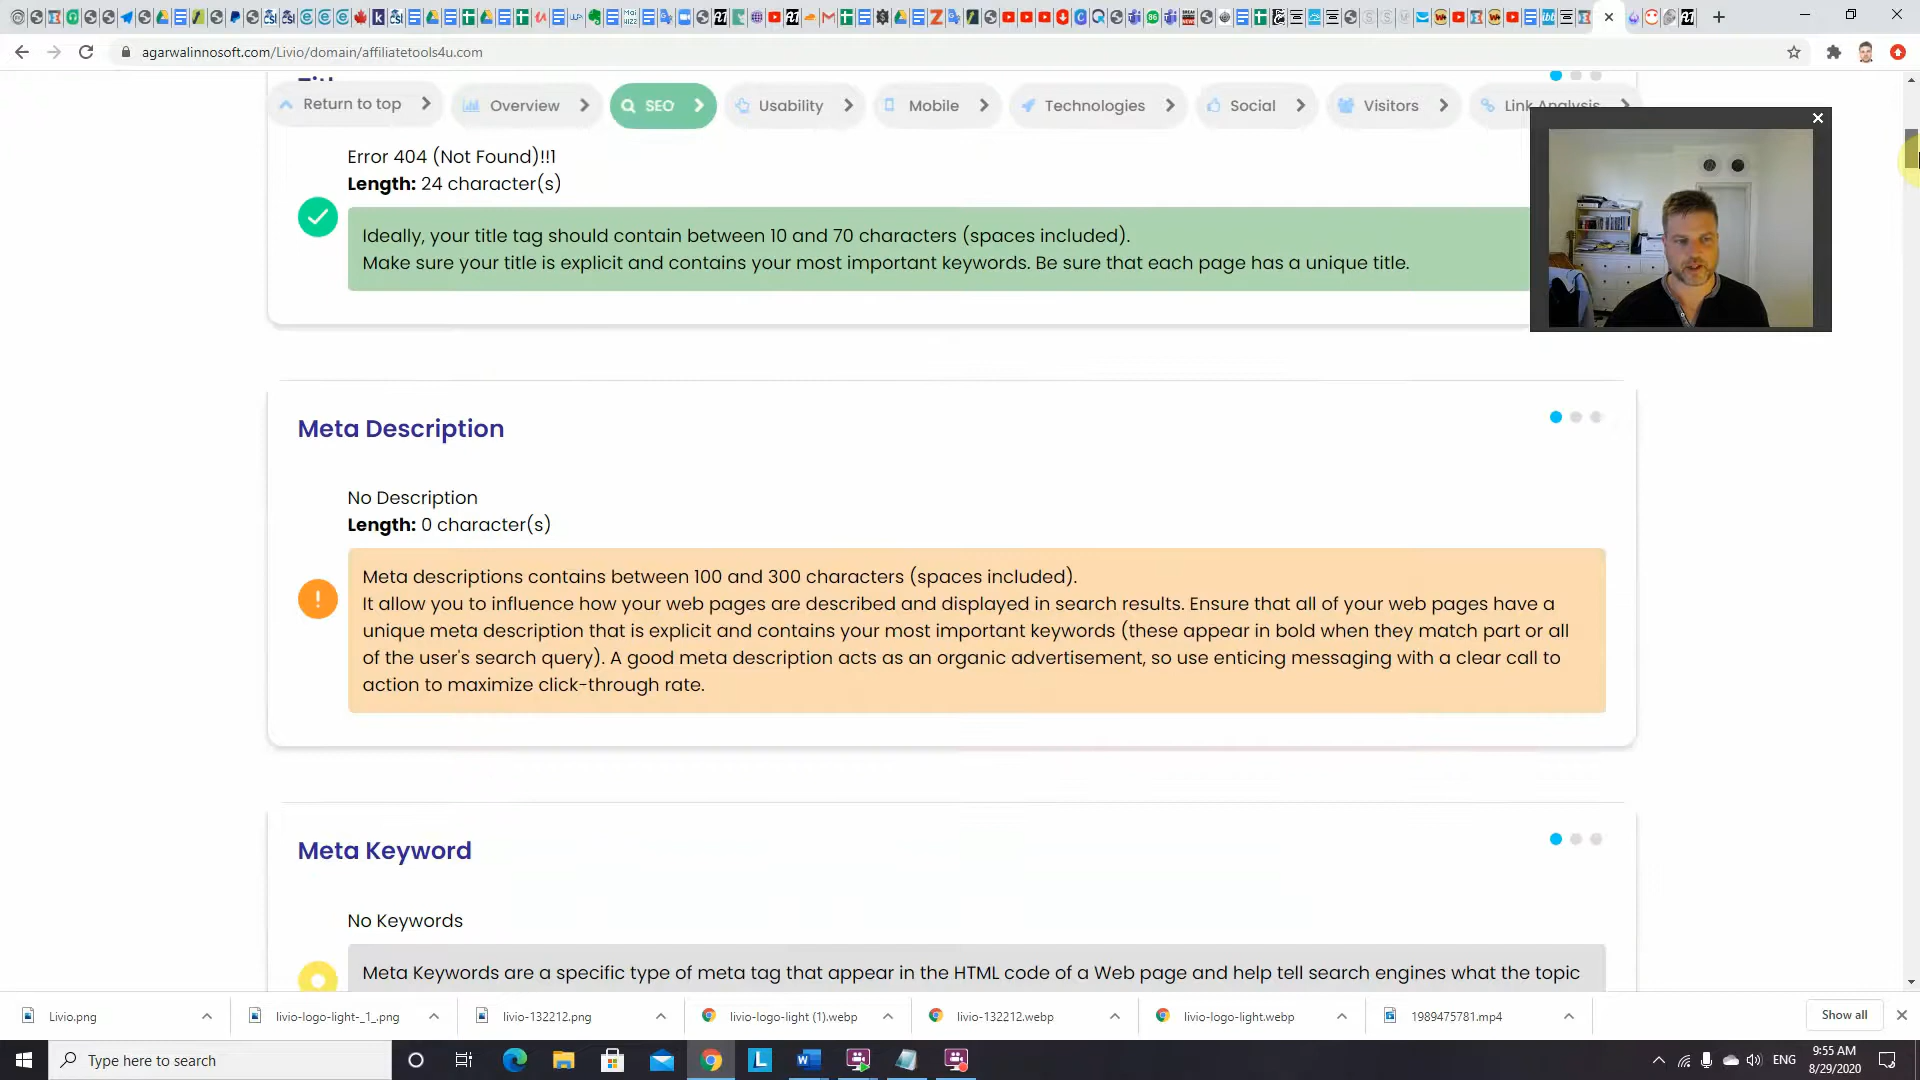 agarwalinnosoft.com/Livio/domain/affiliatetools4u.com
Return to top
Overview
SEO
Usability
Mobile
Technologies
Social
Visitors
Link Analysis
Error 404 (Not Found)!!1
Length: 24 character(s)
Ideally, your title tag should contain between 10 and 70 characters (spaces included).
Make sure your title is explicit and contains your most important keywords. Be sure that each page has a unique title.
Meta Description
No Description
Length: 0 character(s)
Meta descriptions contains between 100 and 300 characters (spaces included).
It allow you to influence how your web pages are described and displayed in search results. Ensure that all of your web pages have a
unique meta description that is explicit and contains your most important keywords (these appear in bold when they match part or all
of the user's search query). A good meta description acts as an organic advertisement, so use enticing messaging with a clear call to
action to maximize click-through rate.
Meta Keyword
No Keywords
Meta Keywords are a specific type of meta tag that appear in the HTML code of a Web page and help tell search engines what the topic
Livio.png
livio-logo-light-_1_.png
livio-132212.png
livio-logo-light (1).webp
livio-132212.webp
livio-logo-light.webp
1989475781.mp4
Show all
Type here to search
ENG
9:55 AM
8/29/2020